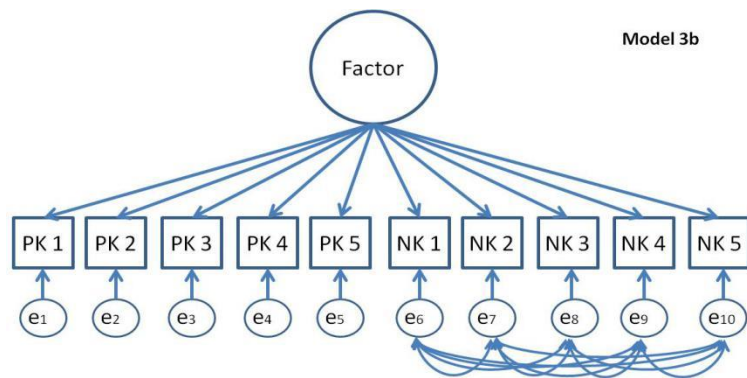 Model 3b
Factor
PK 1 PK 2 PK 3 PK 4 PK 5 NK 1 NK 2 NK 3 NK 4 NK 5
e1 e2 e3 e4 e5 e6 e7 e8 e9 e10